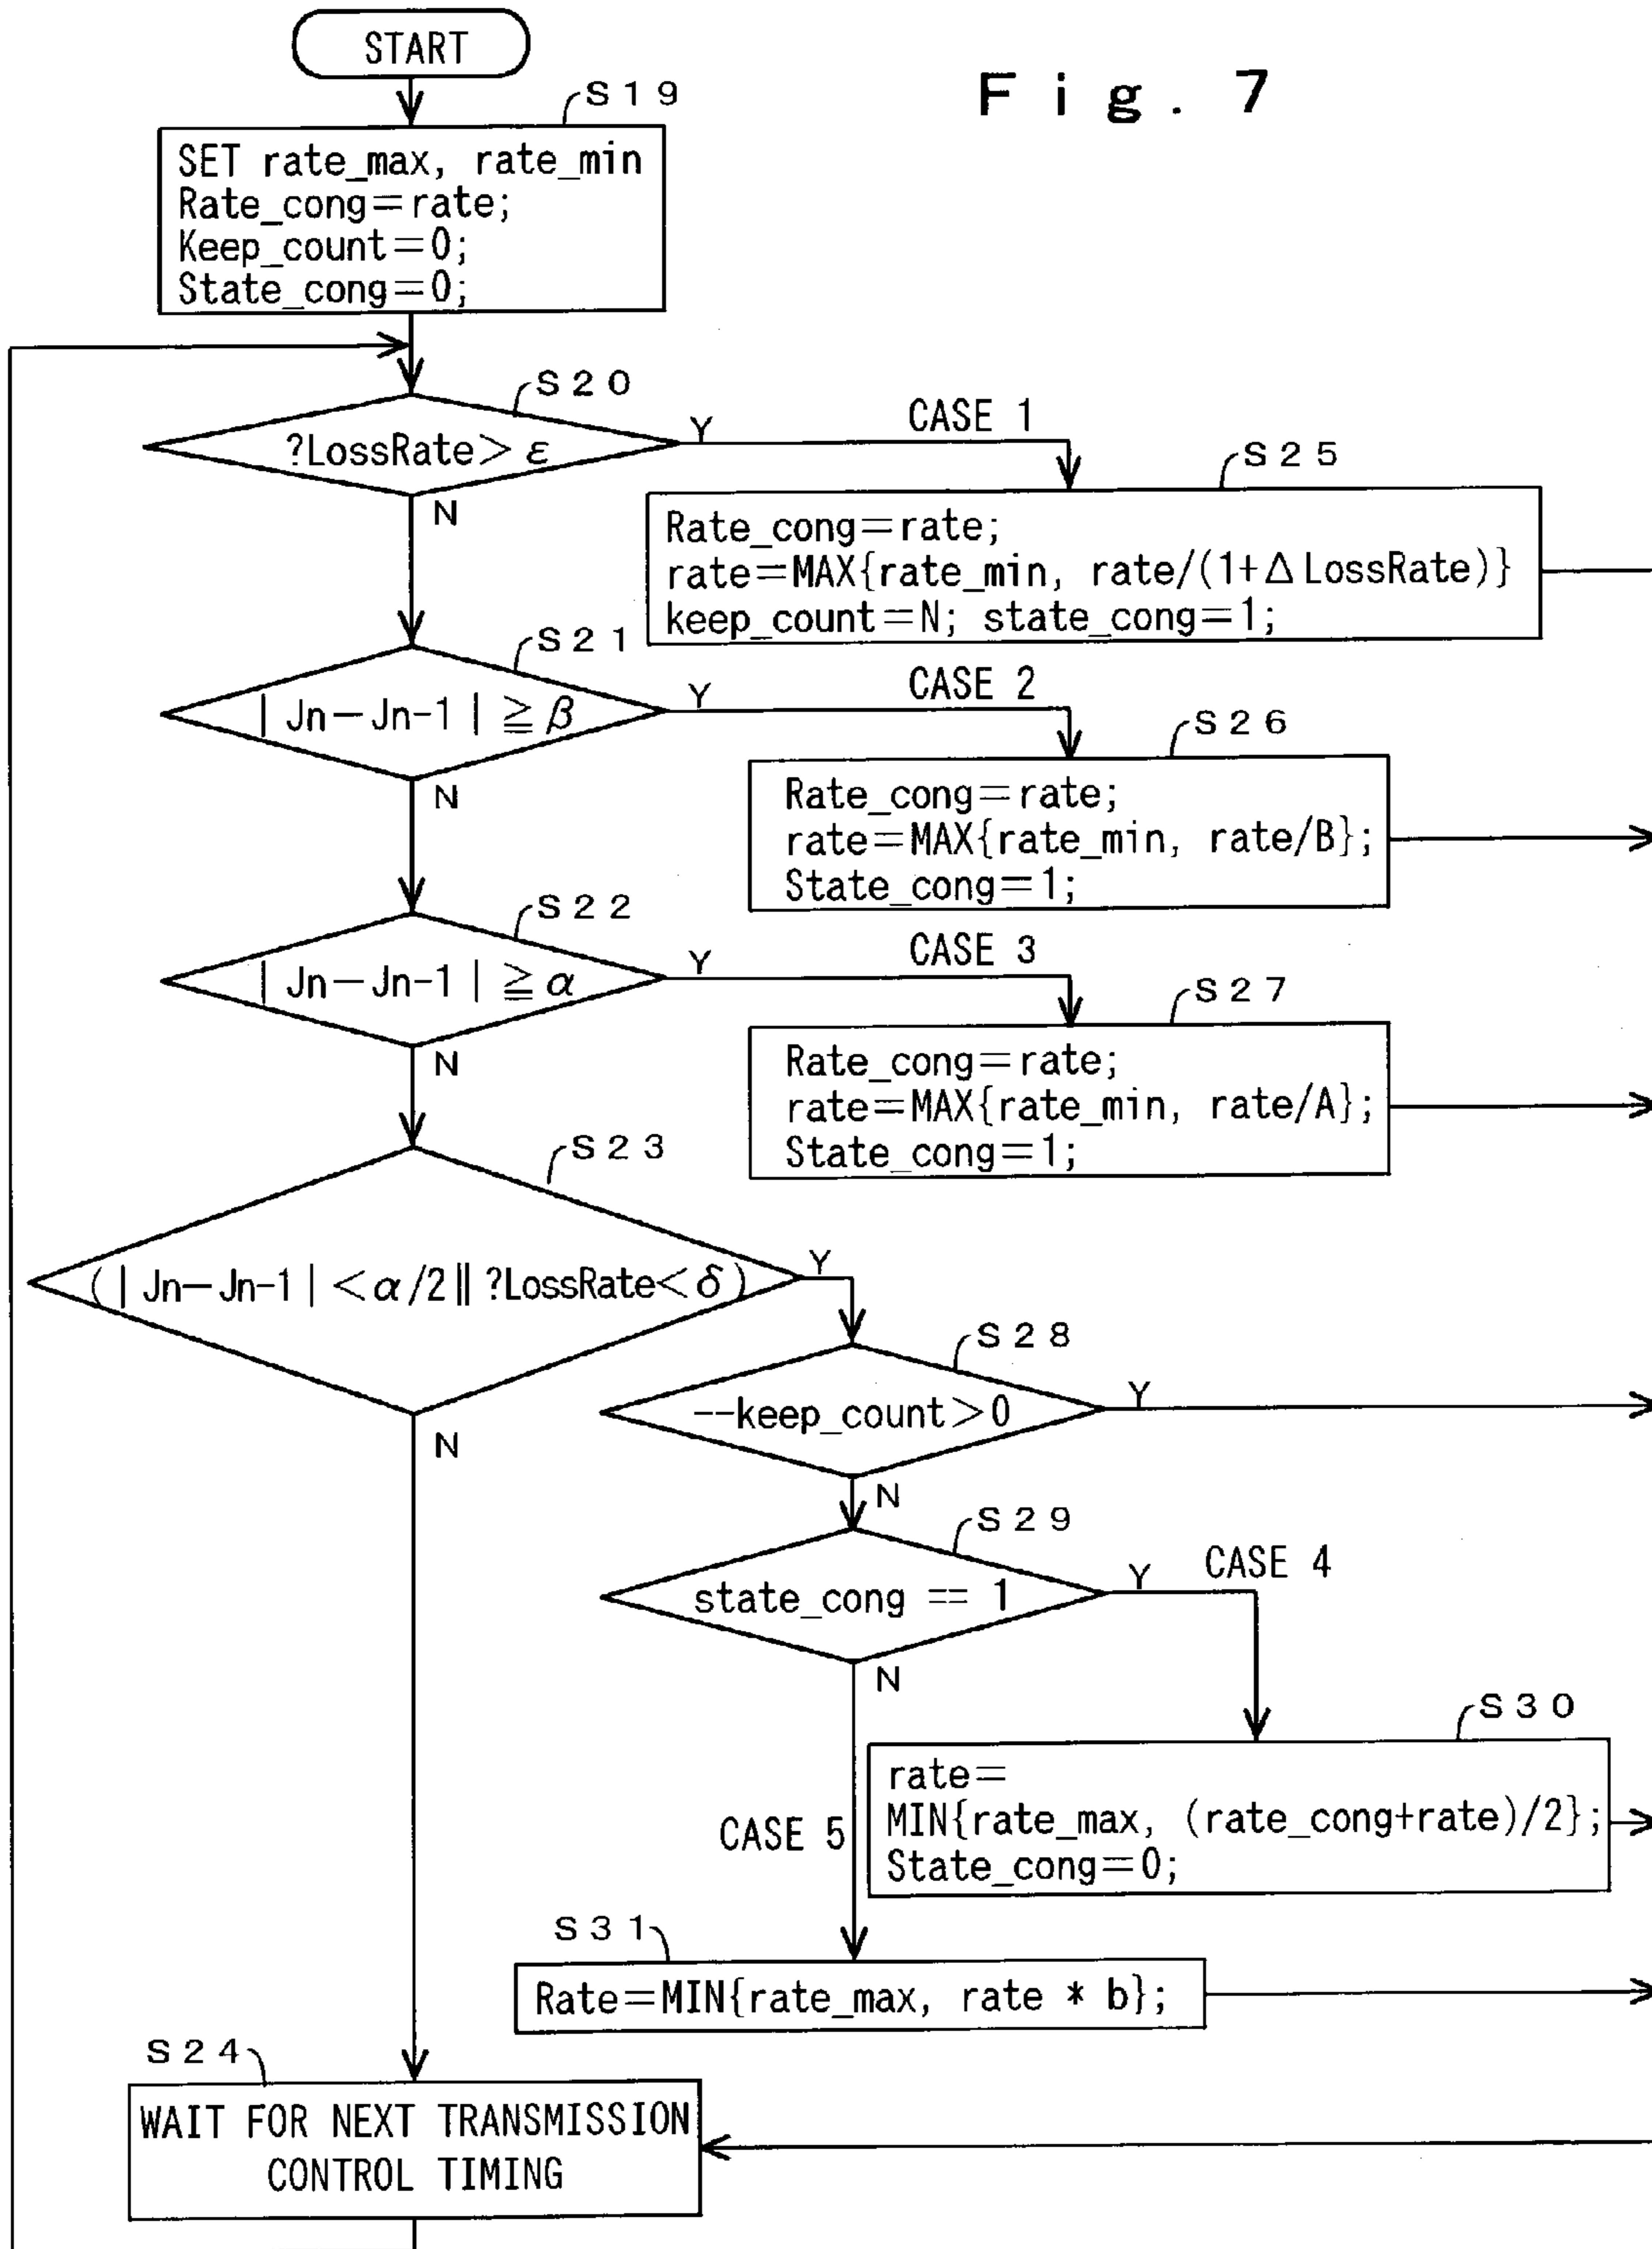 START
Fig. 7
S19
SET rate_max, rate_min
Rate_cong=rate;
Keep_count=0;
State_cong=0;
S20
?LossRate>ε
Y
CASE 1
N
S25
Rate_cong=rate;
rate=MAX{rate_min, rate/(1+ΔLossRate)}
keep_count=N; state_cong=1;
S21
|Jn-Jn-1|≧β
Y
CASE 2
N
S26
Rate_cong=rate;
rate=MAX{rate_min, rate/B};
State_cong=1;
S22
|Jn-Jn-1|≧α
Y
CASE 3
N
S27
Rate_cong=rate;
rate=MAX{rate_min, rate/A};
State_cong=1;
S23
(|Jn-Jn-1|<α/2‖?LossRate<δ)
Y
N
S28
--keep_count>0
Y
N
S29
state_cong == 1
Y
CASE 4
N
S30
rate=
MIN{rate_max, (rate_cong+rate)/2};
State_cong=0;
CASE 5
S31
Rate=MIN{rate_max, rate * b};
S24
WAIT FOR NEXT TRANSMISSION
CONTROL TIMING